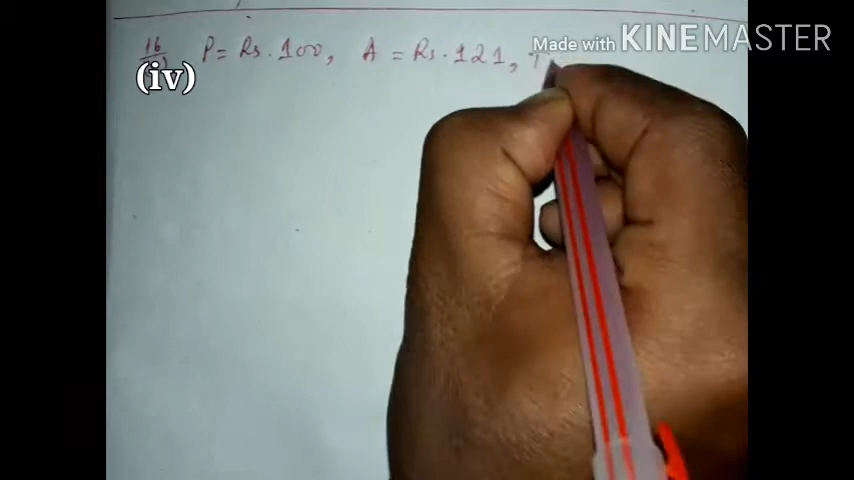 16 P = Rs. 100, A = Rs. 121, T
(iv)
Made with KINEMASTER